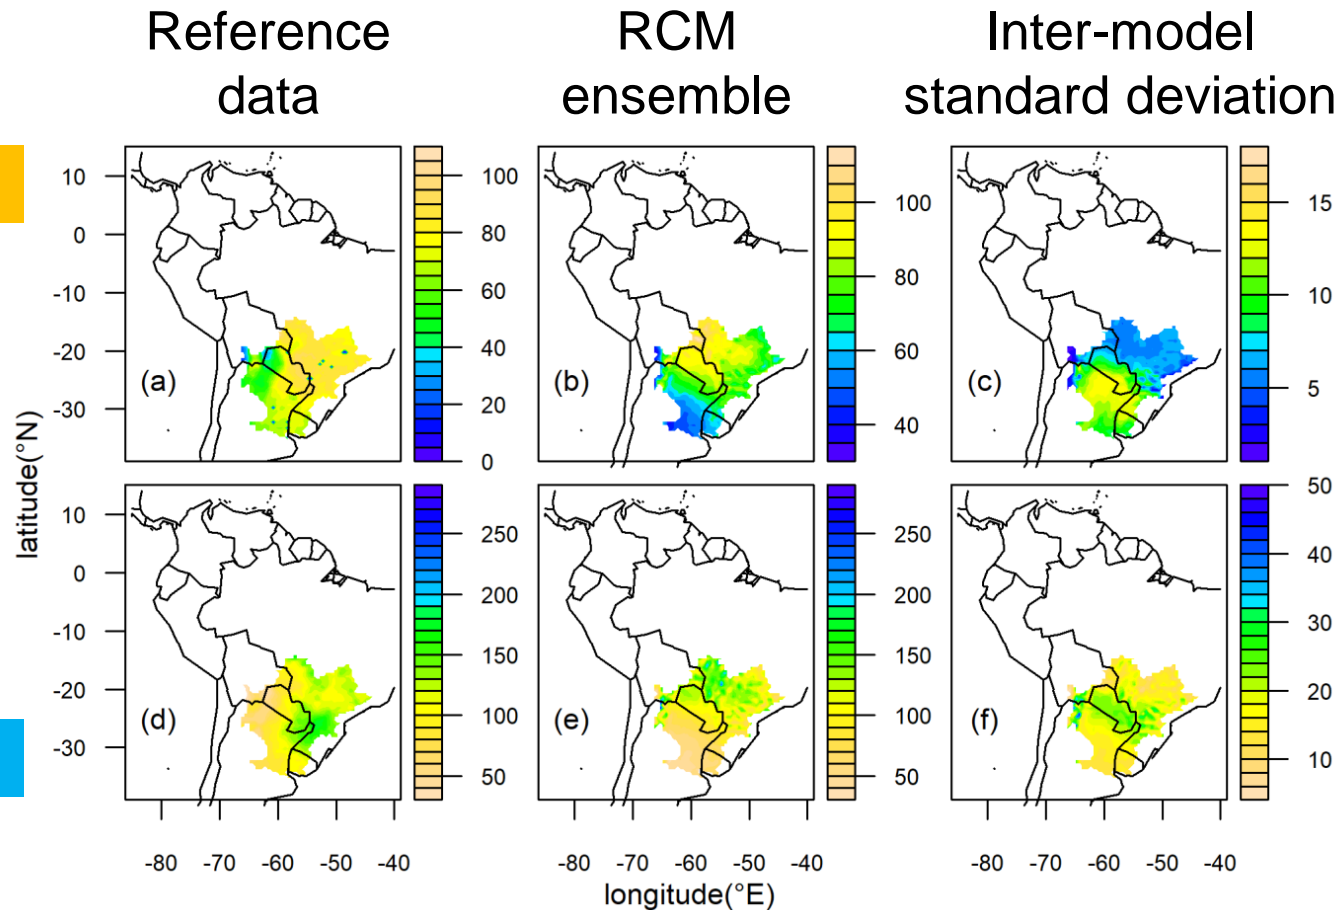 Reference
data
RCM
ensemble
Inter-model
standard deviation
10
0
-10
-20
-30
(a)
100
80
60
40
20
0
(b)
100
80
60
40
(c)
15
10
5
latitude(°N)
10
0
-10
-20
-30
(d)
250
200
150
100
50
(e)
250
200
150
100
50
(f)
50
40
30
20
10
-80 -70 -60 -50 -40
-80 -70 -60 -50 -40
-80 -70 -60 -50 -40
longitude(°E)